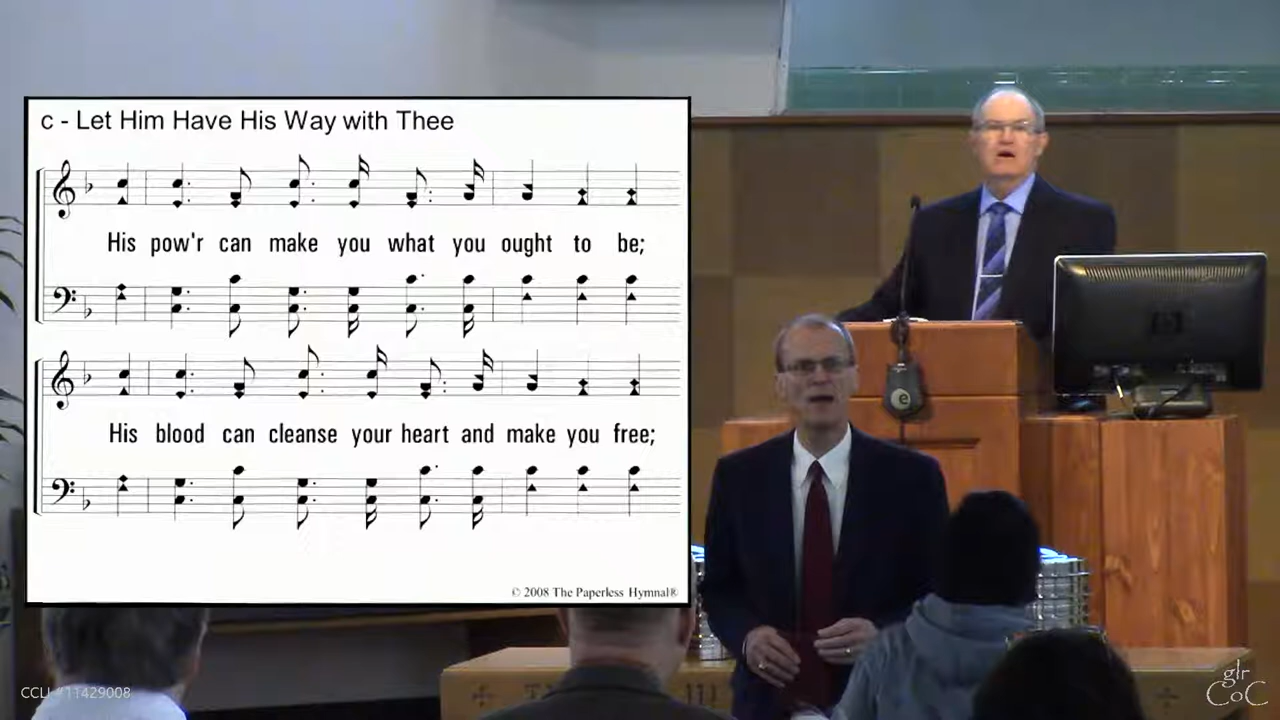 c - Let Him Have His Way with Thee
His pow'r can make you what you ought to be;
His blood can cleanse your heart and make you free;
© 2008 The Paperless Hymnal®
CCLI #11429008
glr
CoC